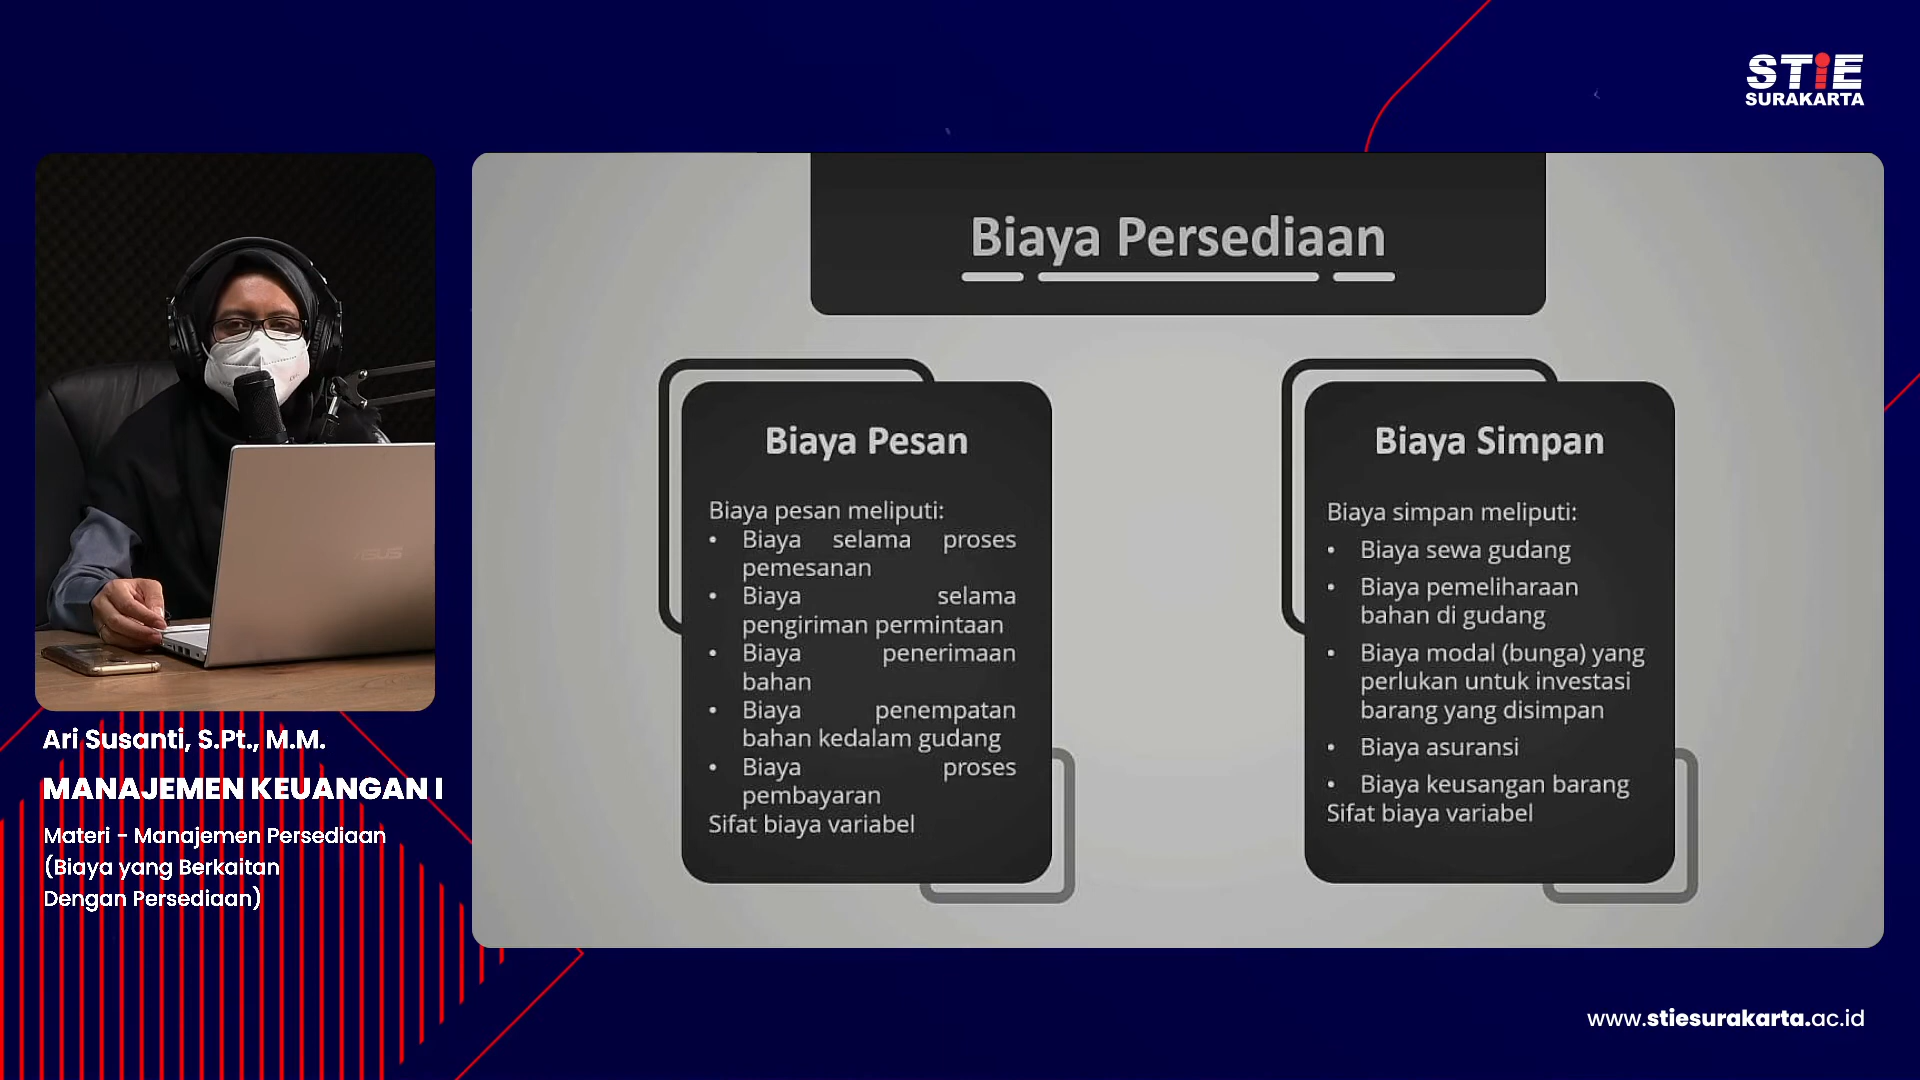 STiE
SURAKARTA
Biaya Persediaan
Biaya Pesan
Biaya pesan meliputi:
• Biaya selama proses
pemesanan
• Biaya selama
pengiriman permintaan
• Biaya penerimaan
bahan
• Biaya penempatan
bahan kedalam gudang
• Biaya proses
pembayaran
Sifat biaya variabel
Biaya Simpan
Biaya simpan meliputi:
• Biaya sewa gudang
• Biaya pemeliharaan
bahan di gudang
• Biaya modal (bunga) yang
perlukan untuk investasi
barang yang disimpan
• Biaya asuransi
• Biaya keusangan barang
Sifat biaya variabel
ASUS
Ari Susanti, S.Pt., M.M.
MANAJEMEN KEUANGAN I
Materi - Manajemen Persediaan
(Biaya yang Berkaitan
Dengan Persediaan)
www.stiesurakarta.ac.id